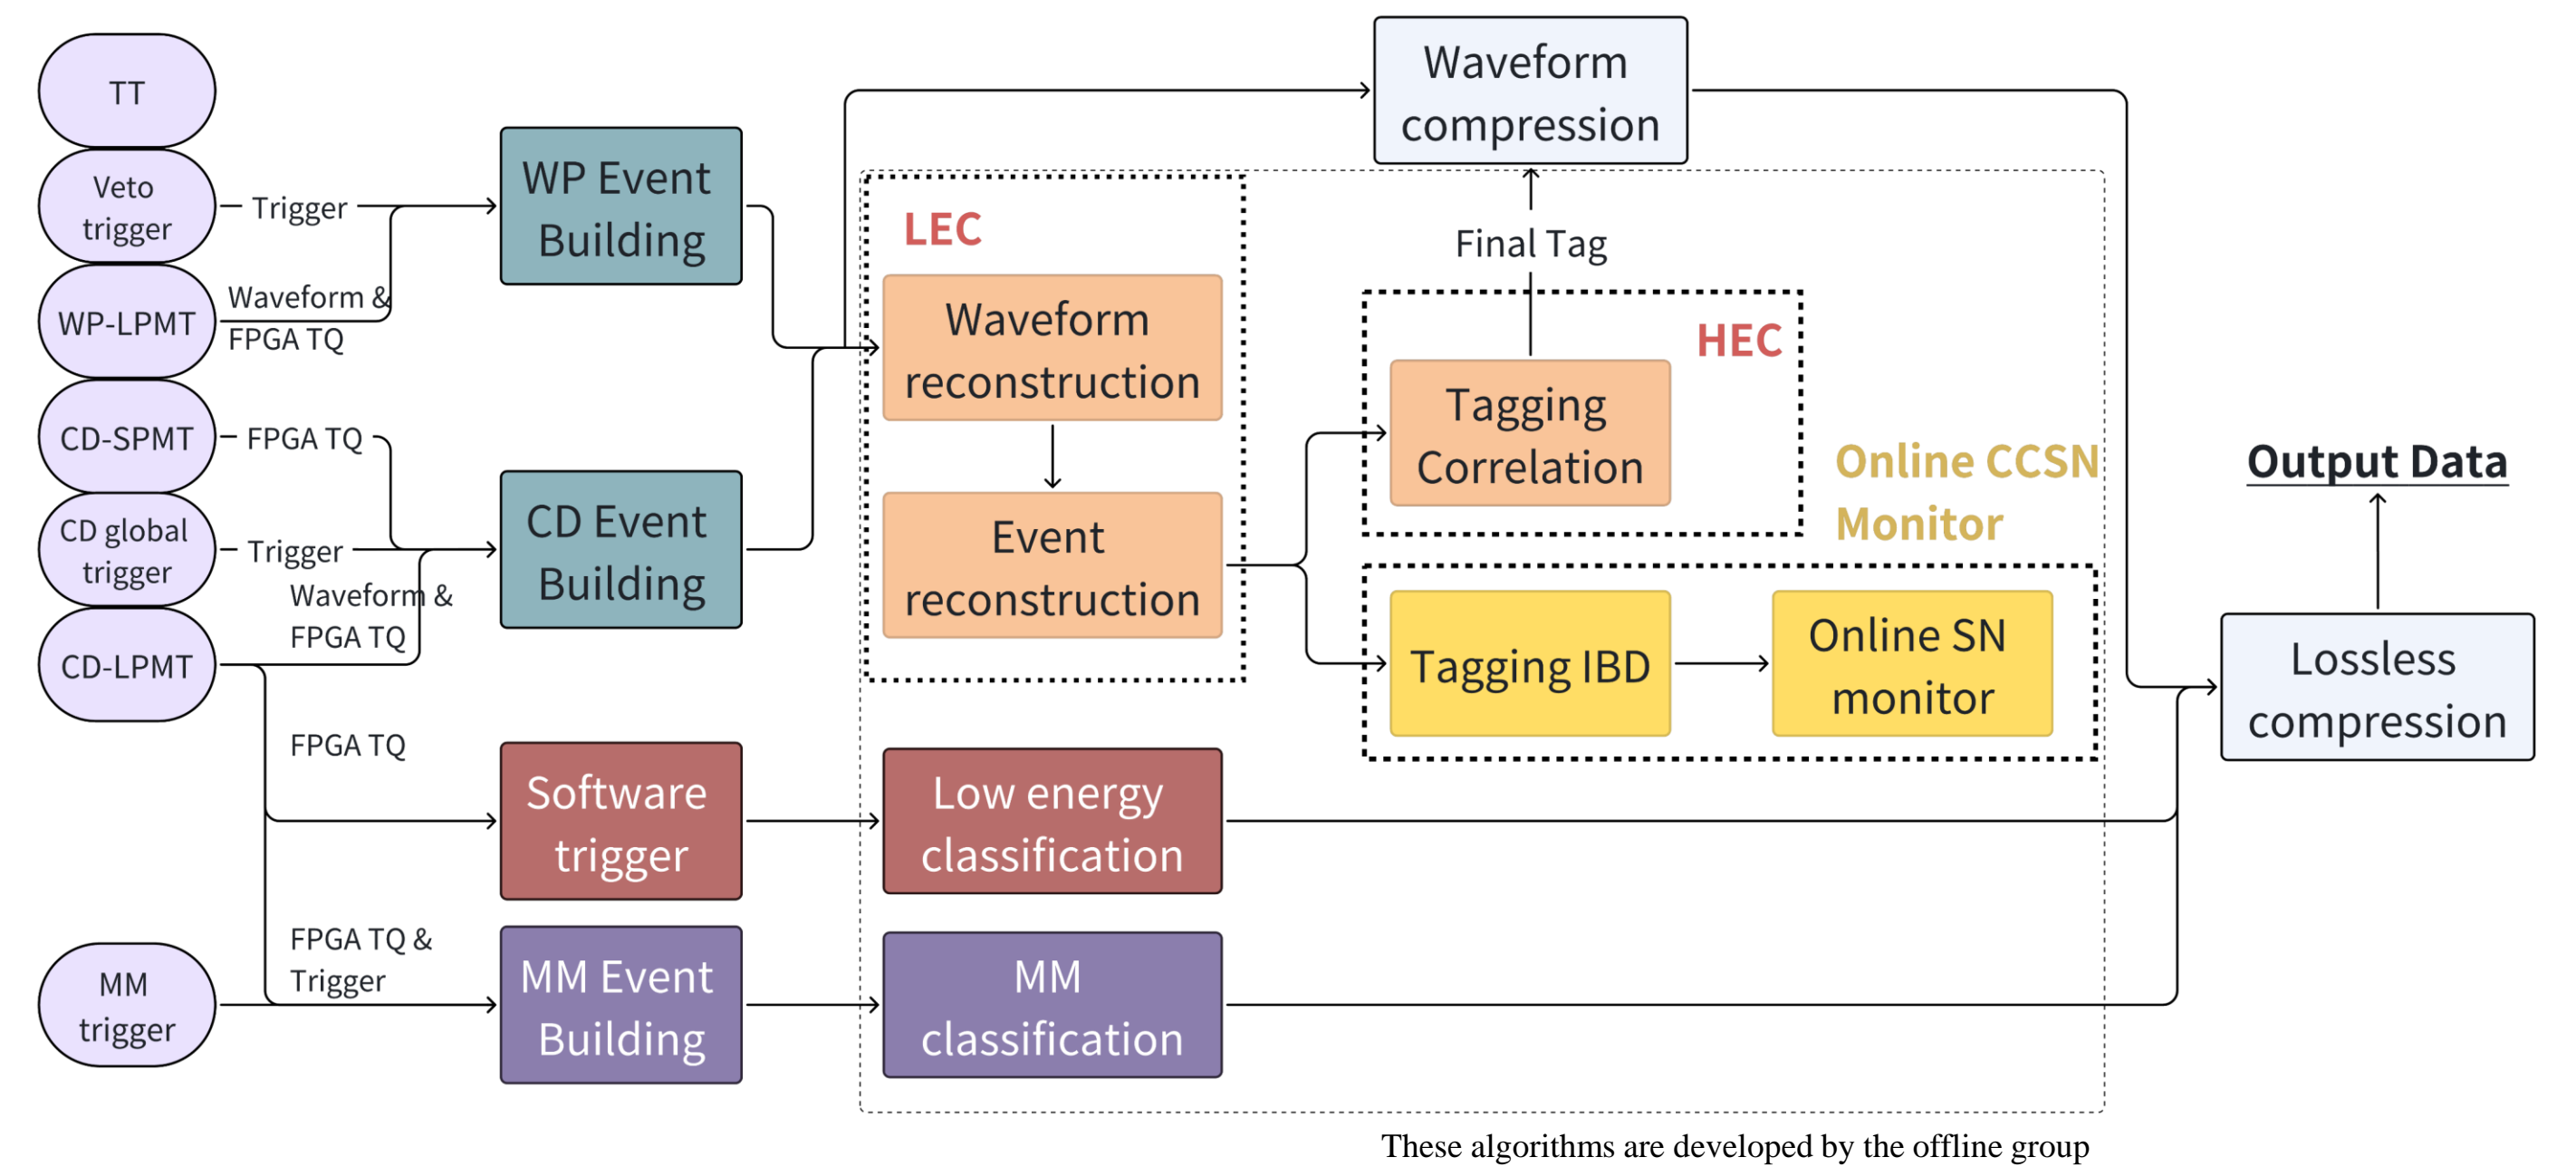 TT
Veto
trigger
WP-LPMT
CD-SPMT
CD global
trigger
CD-LPMT
MM
trigger
Trigger
Waveform &
FPGA TQ
FPGA TQ
Trigger
Waveform &
FPGA TQ
FPGA TQ
FPGA TQ &
Trigger
WP Event
Building
CD Event
Building
Software
trigger
MM Event
Building
LEC
Waveform
reconstruction
Event
reconstruction
Low energy
classification
MM
classification
Waveform
compression
Final Tag
HEC
Tagging
Correlation
Online CCSN
Monitor
Tagging IBD
Online SN
monitor
Output Data
Lossless
compression
These algorithms are developed by the offline group